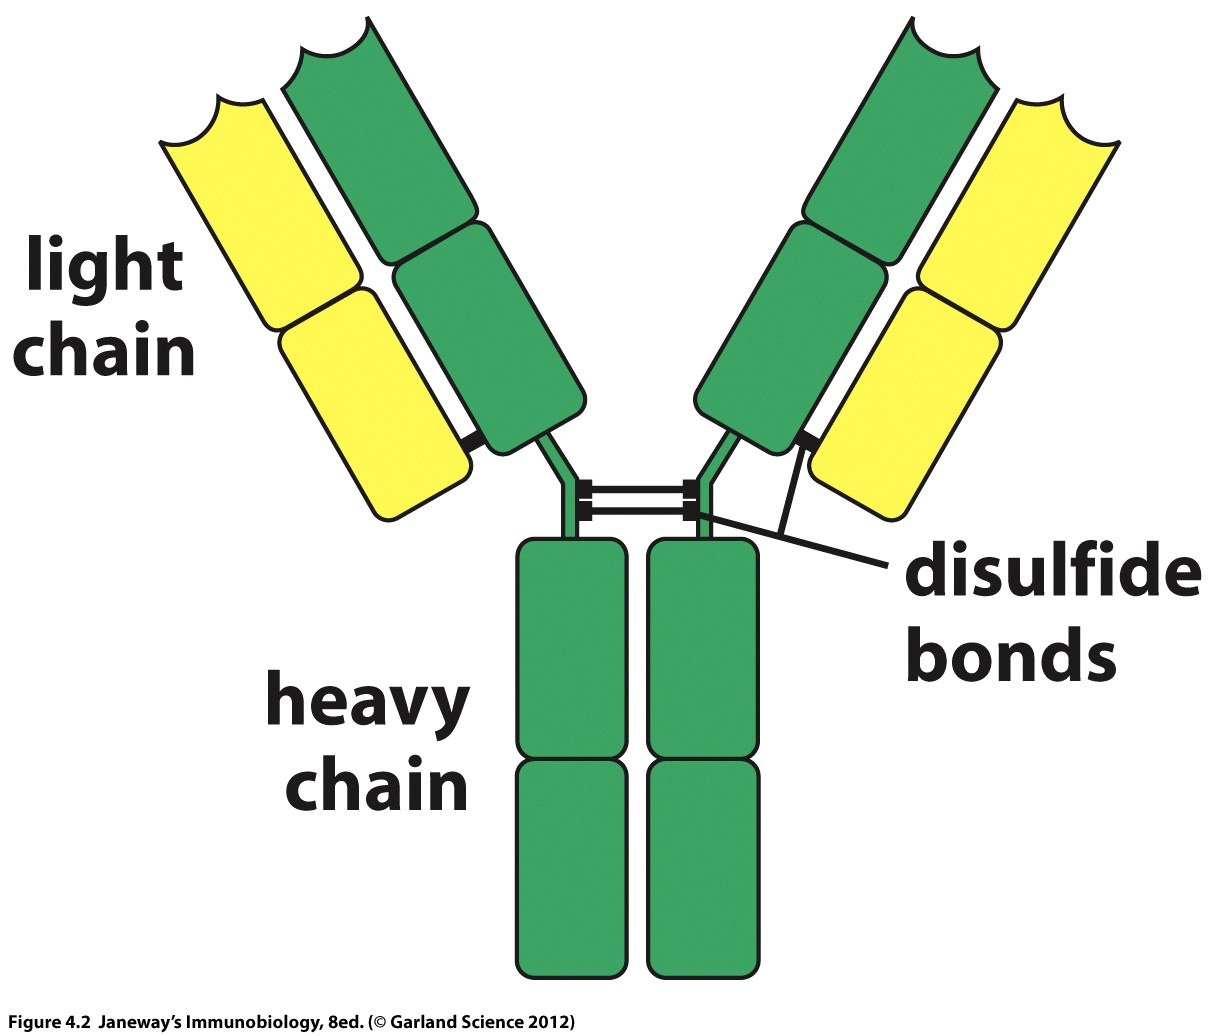 light
chain
disulfide
bonds
heavy
chain
Figure 4.2 Janeway’s Immunobiology, 8ed. (© Garland Science 2012)